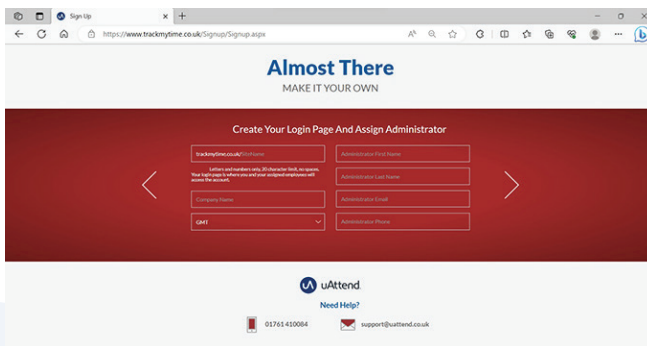 Sign Up
https://www.trackmytime.co.uk/Signup/Signup.aspx
Almost There
MAKE IT YOUR OWN
Create Your Login Page And Assign Administrator
trackmytime.co.uk/SiteName
Administrator First Name
Letters and numbers only, 20 character limit, no spaces.
Your login page is where you and your assigned employees will
access the account.
Administrator Last Name
Company Name
Administrator Email
GMT
Administrator Phone
uAttend
Need Help?
01761 410084
support@uattend.co.uk